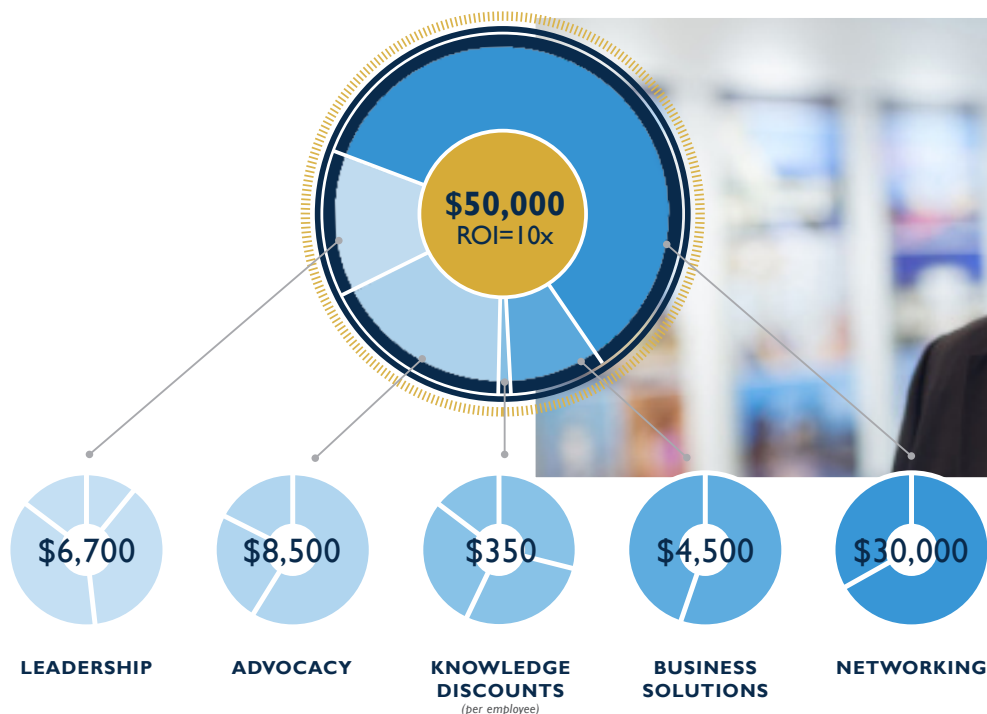 $50,000
ROI=10x
$6,700
$8,500
$350
$4,500
$30,000
LEADERSHIP
ADVOCACY
KNOWLEDGE
DISCOUNTS
(per employee)
BUSINESS
SOLUTIONS
NETWORKING